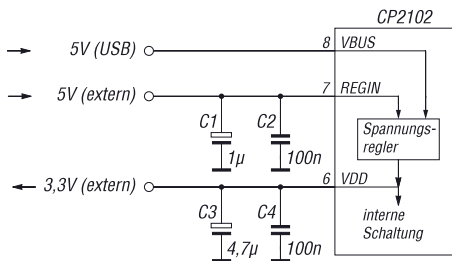 CP2102
5V (USB)
8
VBUS
5V (extern)
7
REGIN
C1
C2
1µ
100n
Spannungs-
regler
3,3V (extern)
6
VDD
C3
C4
4,7µ
100n
interne
Schaltung